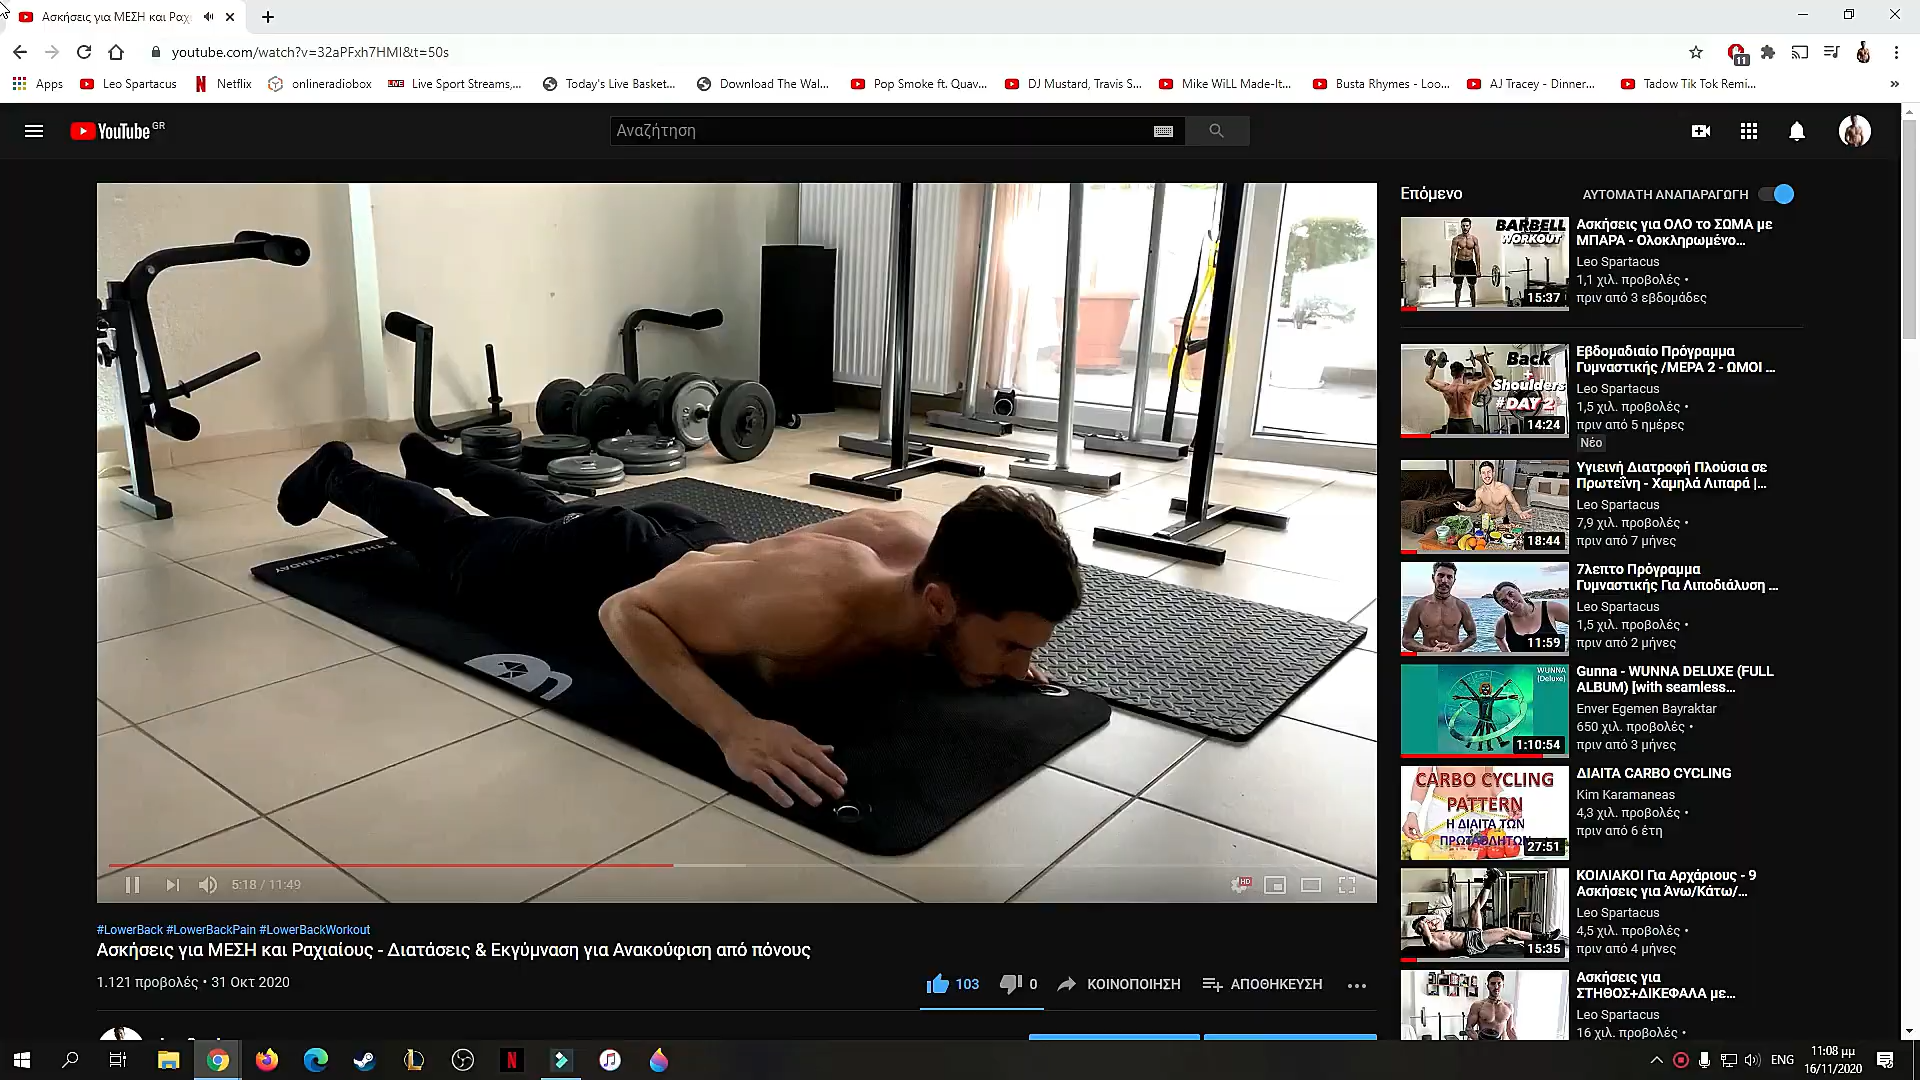 Ασκήσεις για ΜΕΣΗ και Ραχ
youtube.com/watch?v=32aPFxh7HMI&t=50s
11
Apps
Leo Spartacus
Netflix
onlineradiobox
Live Sport Streams,...
Today's Live Basket...
Download The Wal...
Pop Smoke ft. Quav...
DJ Mustard, Travis S...
Mike WiLL Made-It...
Busta Rhymes - Loo...
AJ Tracey - Dinner...
Tadow Tik Tok Remi...
»
YouTube GR
Αναζήτηση
Επόμενο
ΑΥΤΟΜΑΤΗ ΑΝΑΠΑΡΑΓΩΓΗ
BARBELL
WORKOUT
15:37
Ασκήσεις για ΟΛΟ το ΣΩΜΑ με
ΜΠΑΡΑ - Ολοκληρωμένο...
Leo Spartacus
1,1 χιλ. προβολές •
πριν από 3 εβδομάδες
Back
+
Shoulders
#DAY 2
14:24
Εβδομαδιαίο Πρόγραμμα
Γυμναστικής /ΜΕΡΑ 2 - ΩΜΟΙ ...
Leo Spartacus
1,5 χιλ. προβολές •
πριν από 5 ημέρες
Νέο
18:44
Υγιεινή Διατροφή Πλούσια σε
Πρωτεΐνη - Χαμηλά Λιπαρά |...
Leo Spartacus
7,9 χιλ. προβολές •
πριν από 7 μήνες
11:59
7λεπτο Πρόγραμμα
Γυμναστικής Για Λιποδιάλυση ...
Leo Spartacus
1,5 χιλ. προβολές •
πριν από 2 μήνες
WUNNA
(Deluxe)
1:10:54
Gunna - WUNNA DELUXE (FULL
ALBUM) [with seamless...
Enver Egemen Bayraktar
650 χιλ. προβολές •
πριν από 3 μήνες
CARBO CYCLING
PATTERN
Η ΔΙΑΙΤΑ ΤΩΝ
ΠΡΩΤΑΘΛΗΤΩΝ
27:51
ΔΙΑΙΤΑ CARBO CYCLING
Kim Karamaneas
4,3 χιλ. προβολές •
πριν από 6 έτη
15:35
ΚΟΙΛΙΑΚΟΙ Για Αρχάριους - 9
Ασκήσεις για Άνω/Κάτω/...
Leo Spartacus
4,5 χιλ. προβολές •
πριν από 4 μήνες
Ασκήσεις για
ΣΤΗΘΟΣ+ΔΙΚΕΦΑΛΑ με...
Leo Spartacus
16 χιλ. προβολές •
THAN YESTERDAY
5:18 / 11:49
HD
#LowerBack #LowerBackPain #LowerBackWorkout
Ασκήσεις για ΜΕΣΗ και Ραχιαίους - Διατάσεις & Εκγύμναση για Ανακούφιση από πόνους
1.121 προβολές • 31 Οκτ 2020
103
0
ΚΟΙΝΟΠΟΙΗΣΗ
ΑΠΟΘΗΚΕΥΣΗ
ENG
11:08 μμ
16/11/2020